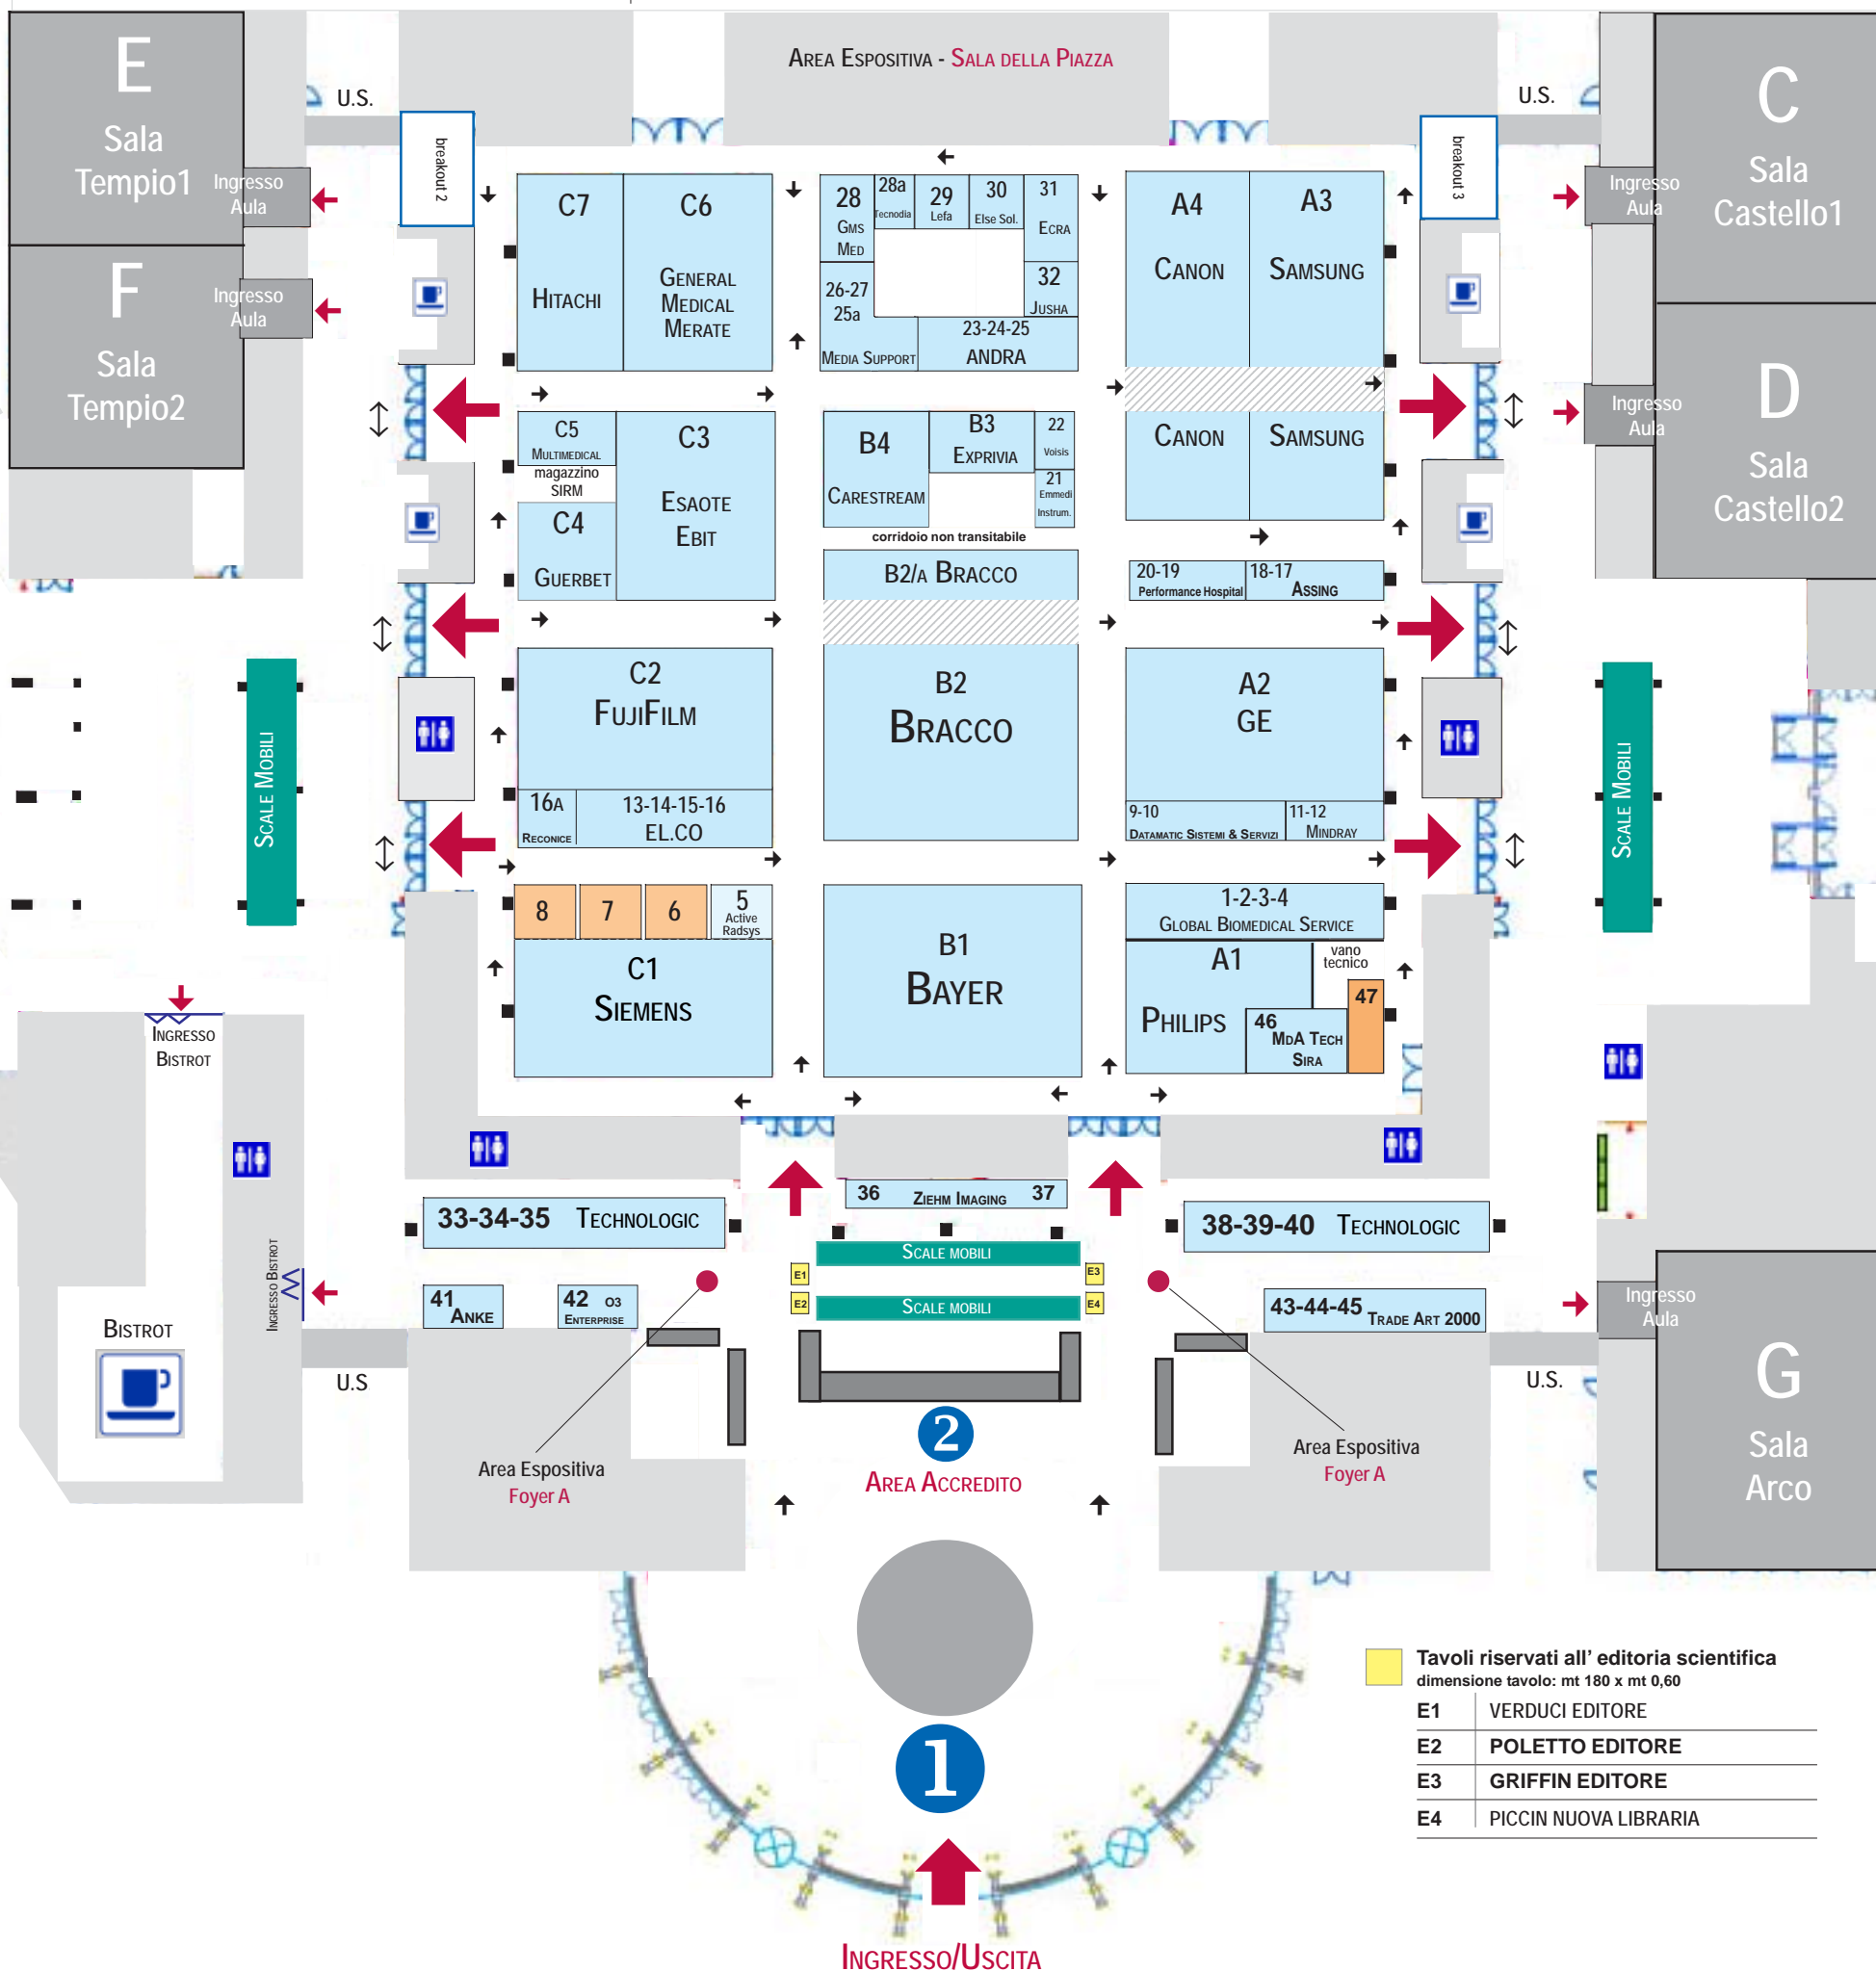 AREA ESPOSITIVA - SALA DELLA PIAZZA
E
Sala
Tempio1
Ingresso
Aula
F
Sala
Tempio2
Ingresso
Aula
U.S.
breakout 2
U.S.
breakout 3
C
Sala
Castello1
Ingresso
Aula
D
Sala
Castello2
Ingresso
Aula
C7
HITACHI
C6
GENERAL
MEDICAL
MERATE
28
GMS
MED
28a
Tecnodia
29
Lefa
30
Else Sol.
31
ECRA
32
JUSHA
26-27
25a
MEDIA SUPPORT
23-24-25
ANDRA
A4
CANON
A3
SAMSUNG
C5
MULTIMEDICAL
magazzino
SIRM
C4
GUERBET
C3
ESAOTE
EBIT
B4
CARESTREAM
B3
EXPRIVIA
22
Voisis
21
Emmedi
Instrum.
corridoio non transitabile
CANON
SAMSUNG
B2/A BRACCO
20-19
Performance Hospital
18-17
ASSING
C2
FUJIFILM
16A
RECONICE
13-14-15-16
EL.CO
B2
BRACCO
A2
GE
9-10
DATAMATIC SISTEMI & SERVIZI
11-12
MINDRAY
SCALE MOBILI
SCALE MOBILI
8
7
6
5
Active
Radsys
C1
SIEMENS
B1
BAYER
1-2-3-4
GLOBAL BIOMEDICAL SERVICE
A1
PHILIPS
vano
tecnico
46
MDA TECH
SIRA
47
INGRESSO
BISTROT
INGRESSO BISTROT
BISTROT
33-34-35 TECHNOLOGIC
36 ZIEHM IMAGING 37
38-39-40 TECHNOLOGIC
SCALE MOBILI
E1
E3
E2
E4
SCALE MOBILI
41
ANKE
42 O3
ENTERPRISE
43-44-45 TRADE ART 2000
Ingresso
Aula
G
Sala
Arco
U.S
U.S.
2
AREA ACCREDITO
Area Espositiva
Foyer A
Area Espositiva
Foyer A
1
INGRESSO/USCITA
Tavoli riservati all' editoria scientifica
dimensione tavolo: mt 180 x mt 0,60
E1 VERDUCI EDITORE
E2 POLETTO EDITORE
E3 GRIFFIN EDITORE
E4 PICCIN NUOVA LIBRARIA